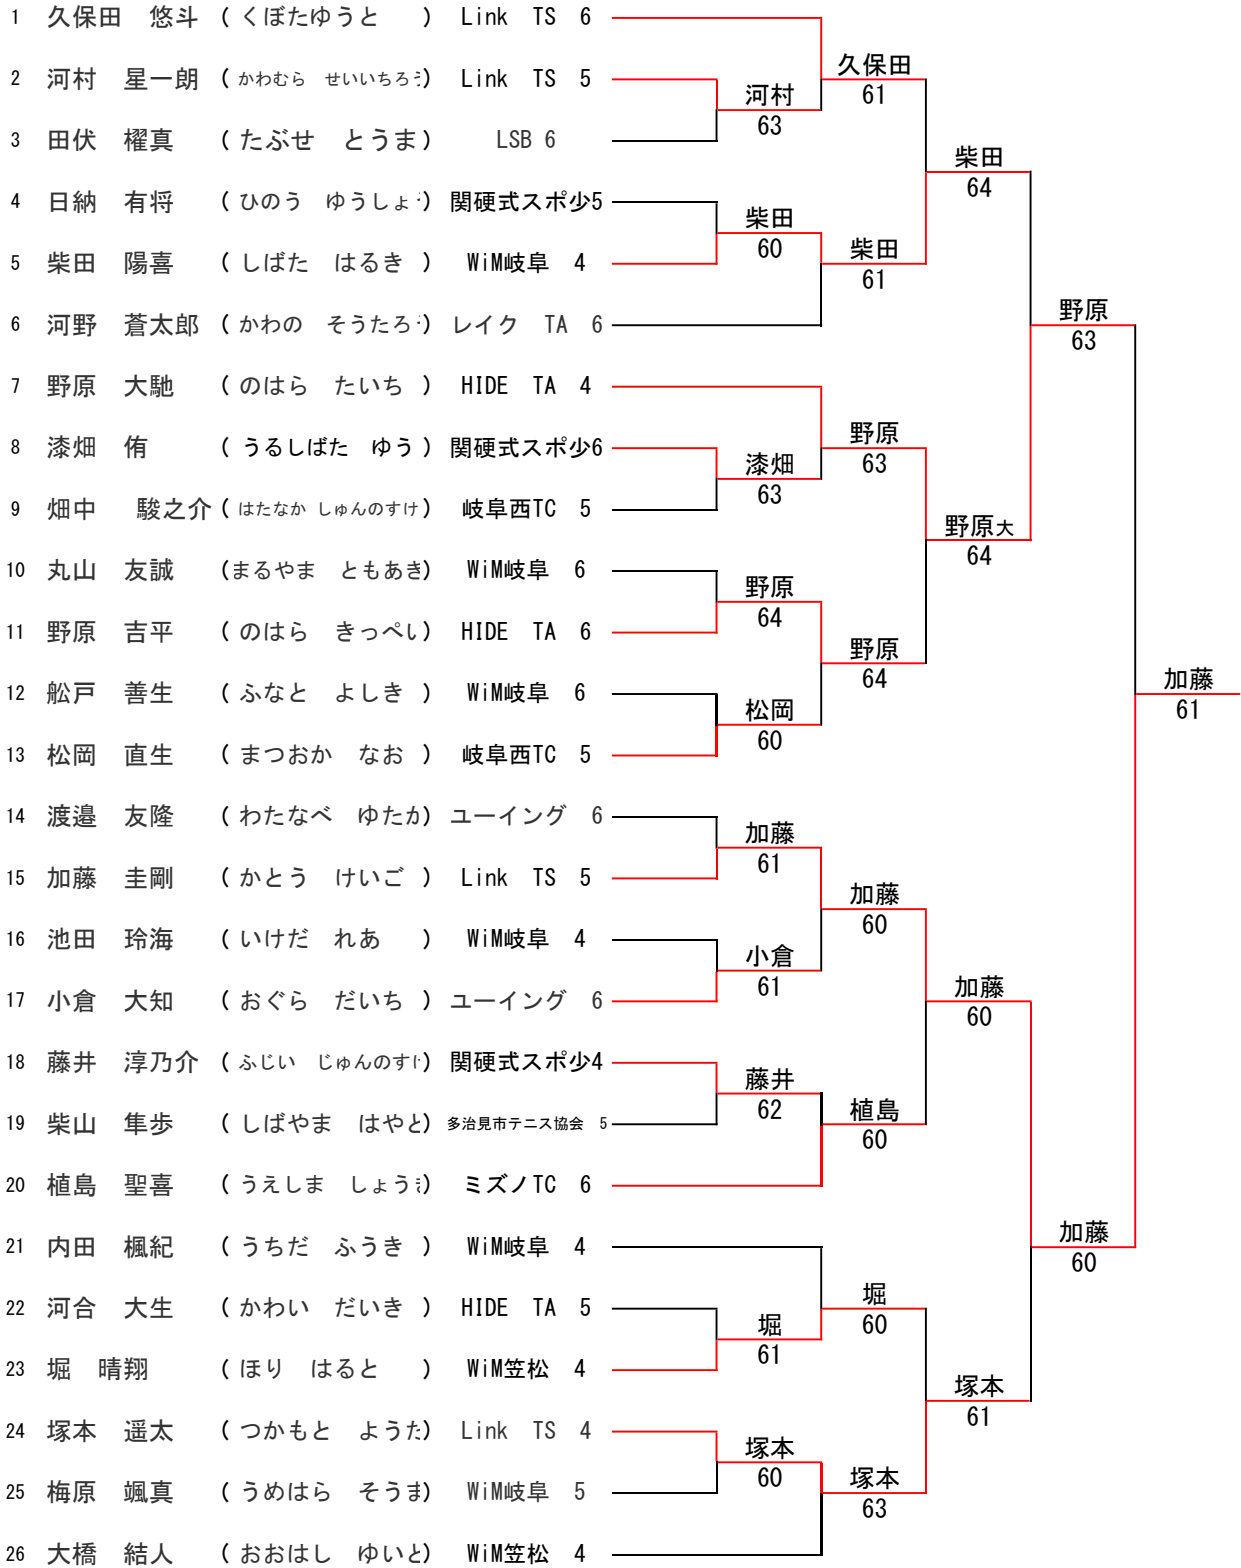 1 久保田 悠斗 ( くぼたゆうと ) Link TS 6
2 河村 星一朗 ( かわむら せいいちろう) Link TS 5
3 田伏 櫂真 ( たぶせ とうま ) LSB 6
4 日納 有将 ( ひのう ゆうしょ ) 関硬式スポ少5
5 柴田 陽喜 ( しばた はるき ) WiM岐阜 4
6 河野 蒼太郎 ( かわの そうたろ ) レイク TA 6
7 野原 大馳 ( のはら たいち ) HIDE TA 4
8 漆畑 侑 ( うるしばた ゆう ) 関硬式スポ少6
9 畑中 駿之介 ( はたなか しゅんのすけ ) 岐阜西TC 5
10 丸山 友誠 (まるやま ともあき) WiM岐阜 6
11 野原 吉平 ( のはら きっぺい) HIDE TA 6
12 舩戸 善生 ( ふなと よしき ) WiM岐阜 6
13 松岡 直生 ( まつおか なお ) 岐阜西TC 5
14 渡邉 友隆 ( わたなべ ゆたか) ユーイング 6
15 加藤 圭剛 ( かとう けいご ) Link TS 5
16 池田 玲海 ( いけだ れあ ) WiM岐阜 4
17 小倉 大知 ( おぐら だいち ) ユーイング 6
18 藤井 淳乃介 ( ふじい じゅんのすけ) 関硬式スポ少4
19 柴山 隼歩 ( しばやま はやと) 多治見市テニス協会 5
20 植島 聖喜 ( うえしま しょうき) ミズノTC 6
21 内田 楓紀 ( うちだ ふうき ) WiM岐阜 4
22 河合 大生 ( かわい だいき ) HIDE TA 5
23 堀 晴翔 ( ほり はると ) WiM笠松 4
24 塚本 遥太 ( つかもと ようた) Link TS 4
25 梅原 颯真 ( うめはら そうま) WiM岐阜 5
26 大橋 結人 ( おおはし ゆいと) WiM笠松 4
河村
63
柴田
60
漆畑
63
野原
64
松岡
60
加藤
61
小倉
61
藤井
62
堀
61
塚本
60
久保田
61
柴田
61
野原
63
野原
64
加藤
60
植島
60
堀
60
塚本
63
柴田
64
野原大
64
加藤
60
塚本
61
野原
63
加藤
60
加藤
61